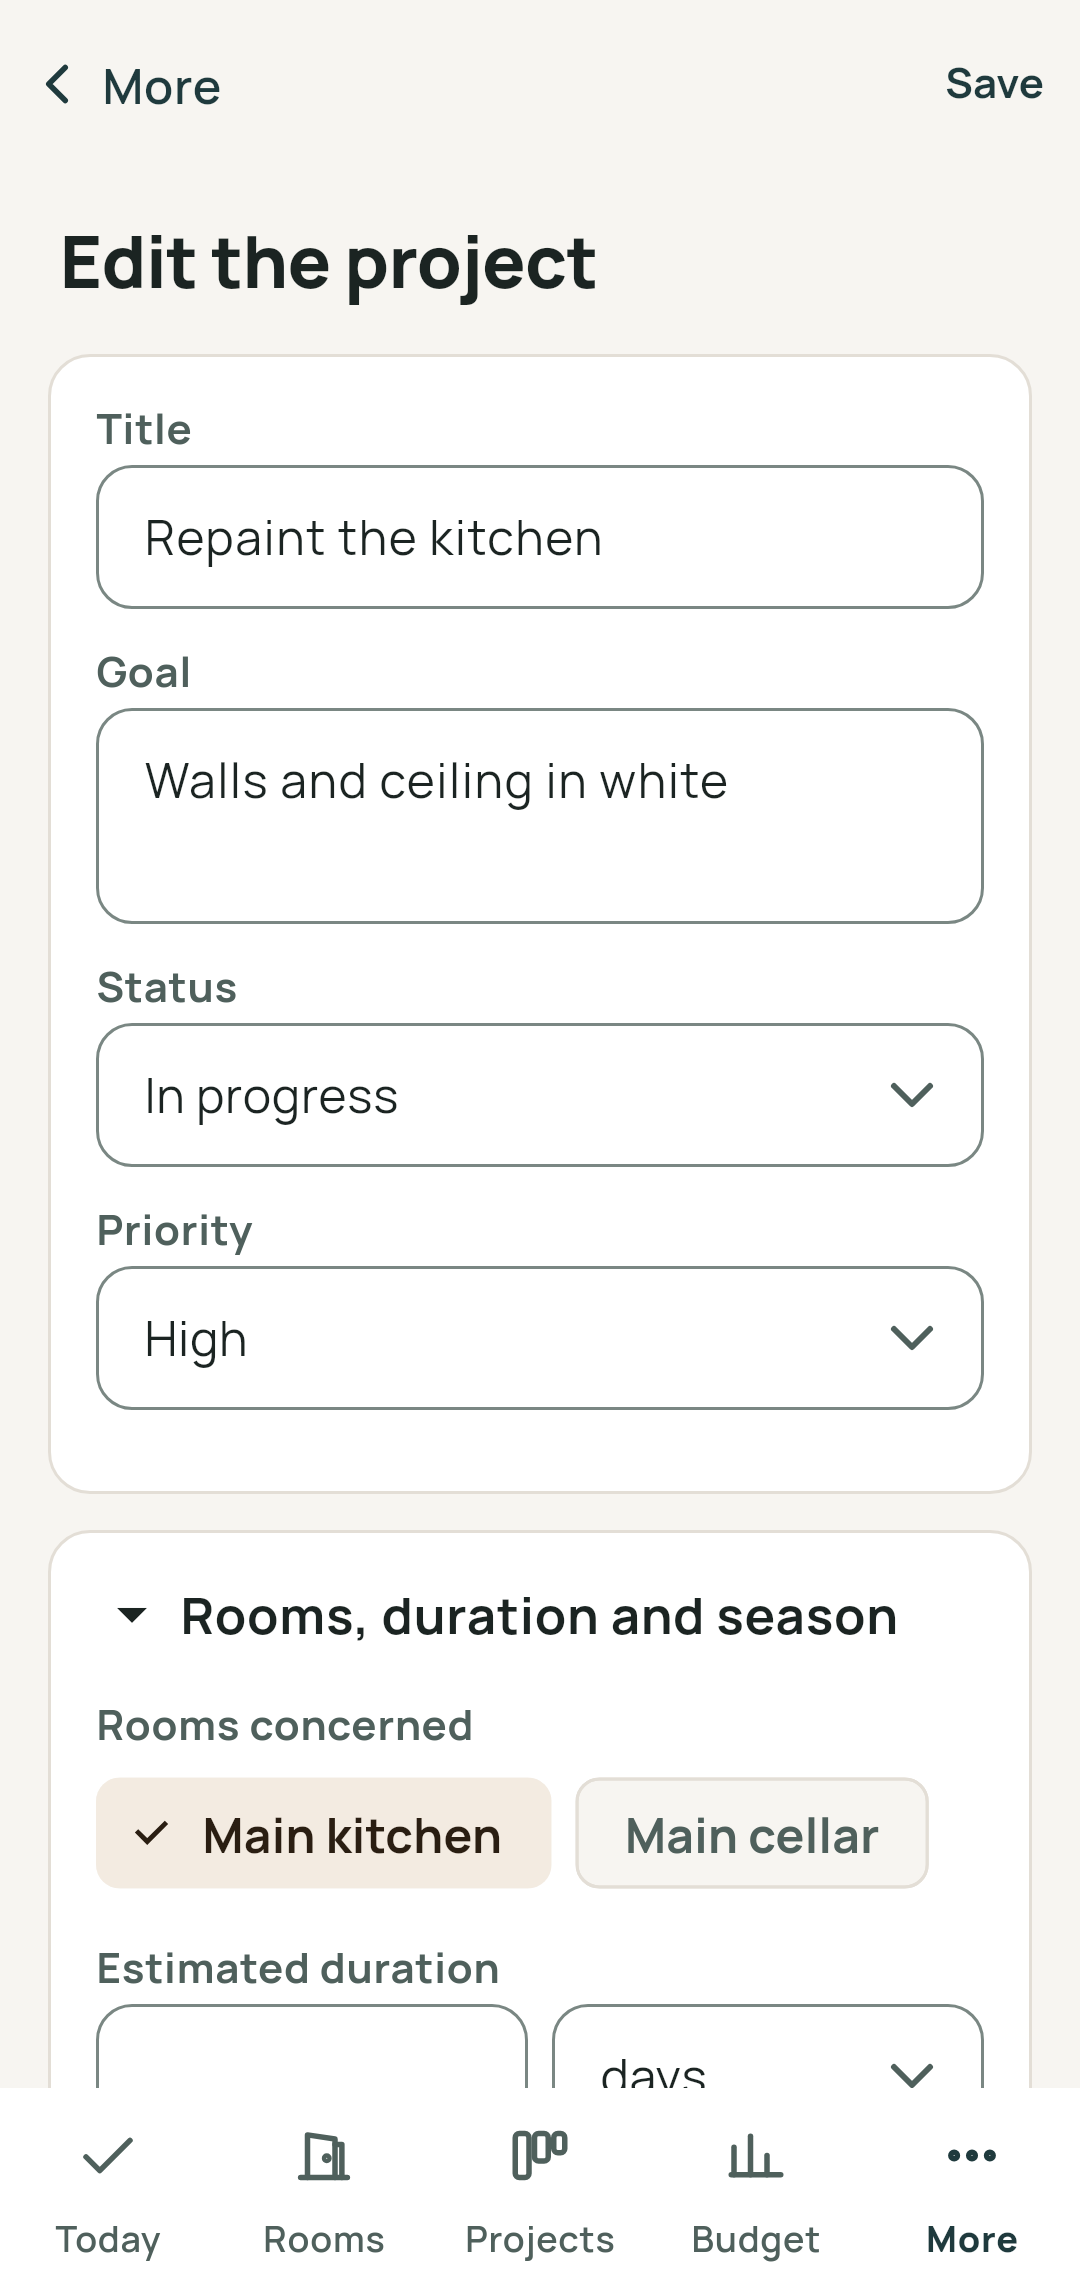 More
Save
Edit the project
Title
Repaint the kitchen
Goal
Walls and ceiling in white
Status
In progress
Priority
High
Rooms, duration and season
Rooms concerned
Main kitchen
Main cellar
Estimated duration
days
Today
Rooms
Projects
Budget
More